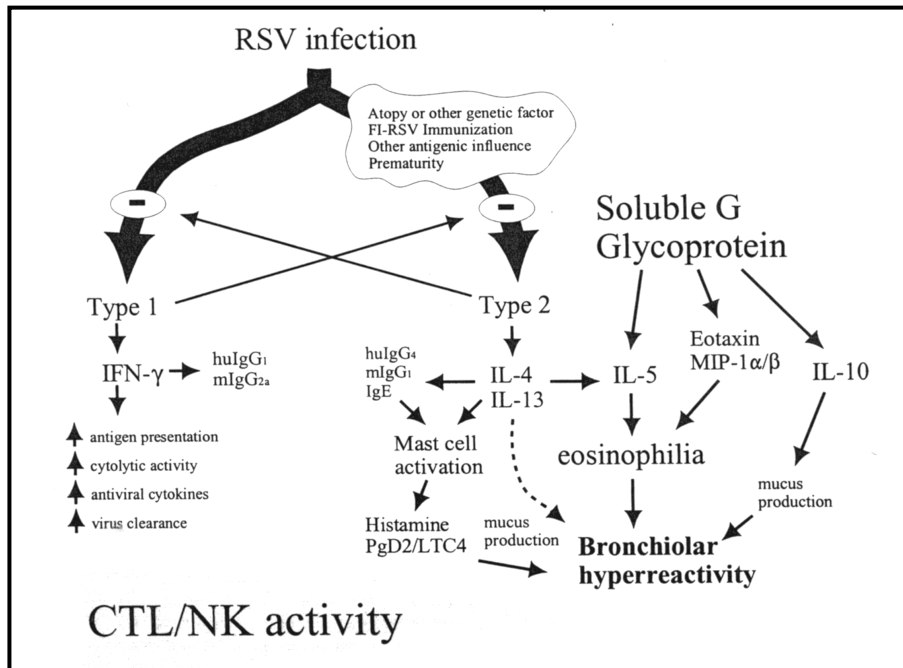 RSV infection
Atopy or other genetic factor
FI-RSV Immunization
Other antigenic influence
Prematurity
-
-
Soluble G
Glycoprotein
Type 1
Type 2
IFN-γ
huIgG1
mIgG2a
huIgG4
mIgG1
IgE
IL-4
IL-13
IL-5
Eotaxin
MIP-1α/β
IL-10
antigen presentation
cytolytic activity
antiviral cytokines
virus clearance
Mast cell
activation
eosinophilia
mucus
production
Histamine
PgD2/LTC4
mucus
production
Bronchiolar
hyperreactivity
CTL/NK activity